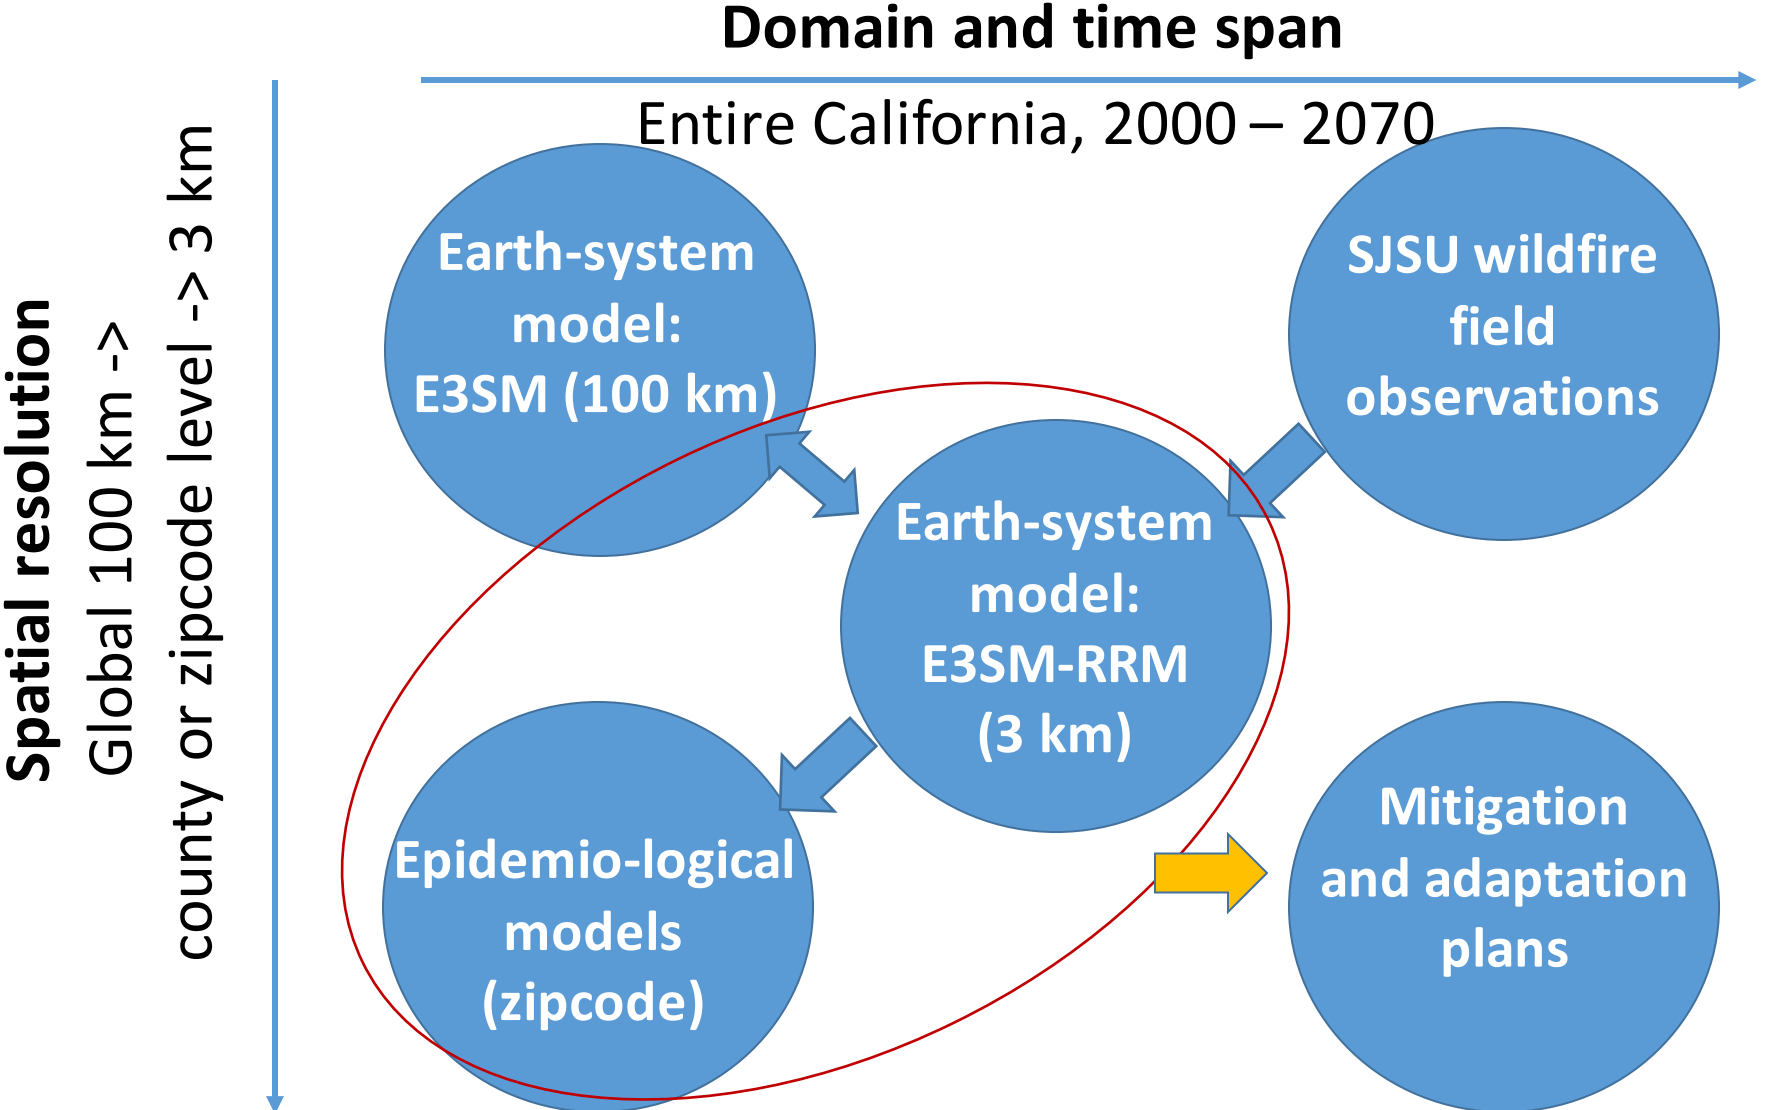 Domain and time span
Entire California, 2000 – 2070
Spatial resolution
Global 100 km ->
county or zipcode level -> 3 km
Earth-system
model:
E3SM (100 km)
SJSU wildfire
field
observations
Earth-system
model:
E3SM-RRM
(3 km)
Epidemio-logical
models
(zipcode)
Mitigation
and adaptation
plans